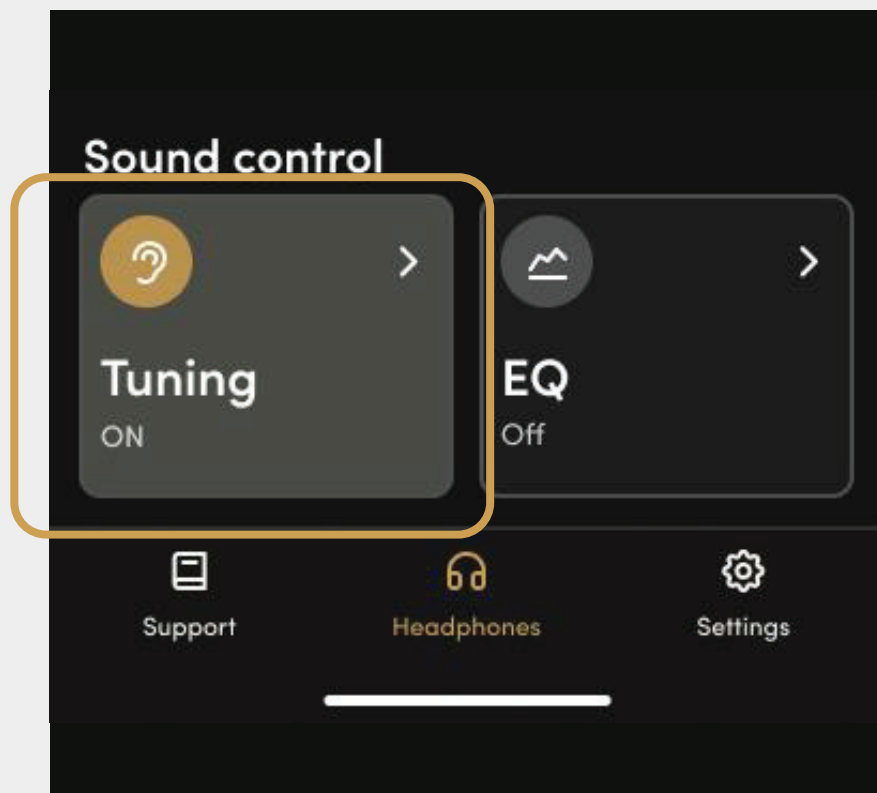 Sound control
Tuning
ON
EQ
Off
Support
Headphones
Settings